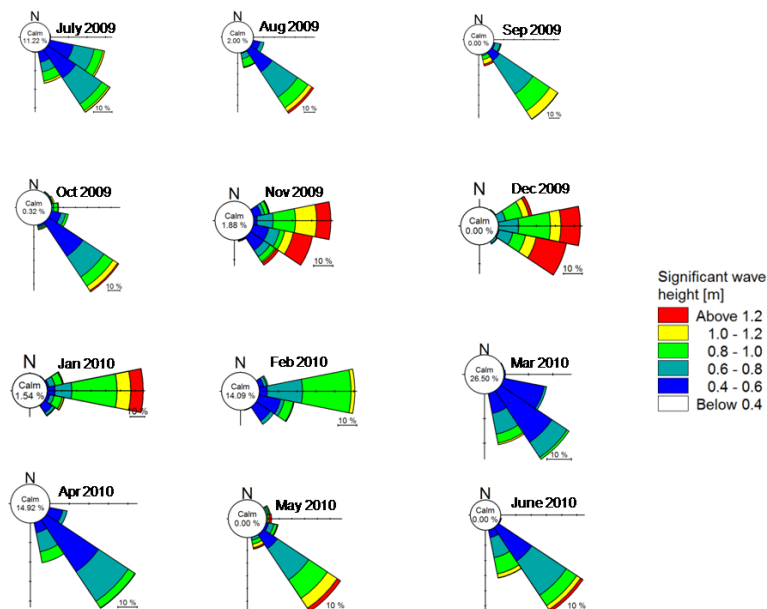 N
July 2009
Calm
11.22 %
10 %
N
Aug 2009
Calm
2.00 %
10 %
N
Sep 2009
Calm
0.00 %
10 %
N
Oct 2009
Calm
0.32 %
10 %
N
Nov 2009
Calm
1.88 %
10 %
N
Dec 2009
Calm
0.00 %
10 %
Significant wave
height [m]
Above 1.2
1.0 - 1.2
0.8 - 1.0
0.6 - 0.8
0.4 - 0.6
Below 0.4
N
Jan 2010
Calm
1.54 %
10 %
N
Feb 2010
Calm
14.09 %
10 %
N
Mar 2010
Calm
26.50 %
10 %
N
Apr 2010
Calm
14.92 %
10 %
N
May 2010
Calm
0.00 %
10 %
N
June 2010
Calm
0.00 %
10 %